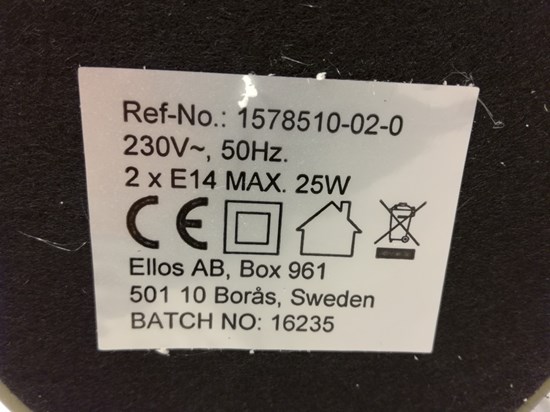 Ref-No.: 1578510-02-0
230V~, 50Hz.
2 x E14 MAX. 25W
CE
Ellos AB, Box 961
501 10 Borås, Sweden
BATCH NO: 16235